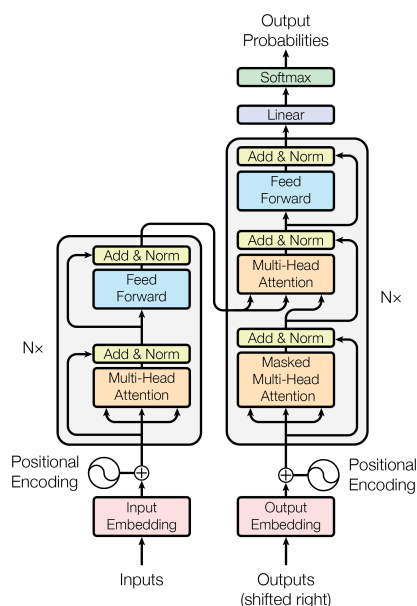 Output
Probabilities
Softmax
Linear
Add & Norm
Feed
Forward
Add & Norm
Multi-Head
Attention
Add & Norm
Masked
Multi-Head
Attention
N×
Positional
Encoding
Output
Embedding
Outputs
(shifted right)
Add & Norm
Feed
Forward
Add & Norm
Multi-Head
Attention
N×
Positional
Encoding
Input
Embedding
Inputs